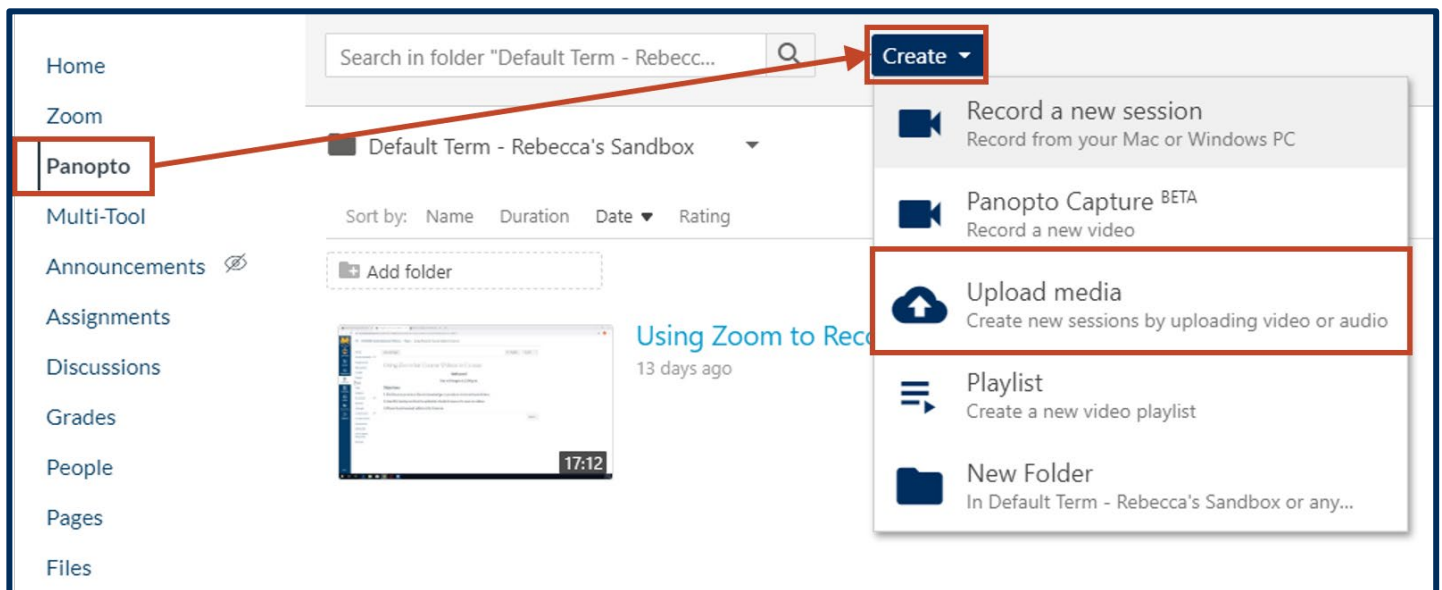 Home
Zoom
Panopto
Multi-Tool
Announcements
Assignments
Discussions
Grades
People
Pages
Files
Search in folder "Default Term - Rebecc...
Create
Default Term - Rebecca's Sandbox
Sort by: Name Duration Date Rating
Add folder
17:12
Using Zoom to Reco
13 days ago
Record a new session
Record from your Mac or Windows PC
Panopto Capture BETA
Record a new video
Upload media
Create new sessions by uploading video or audio
Playlist
Create a new video playlist
New Folder
In Default Term - Rebecca's Sandbox or any...